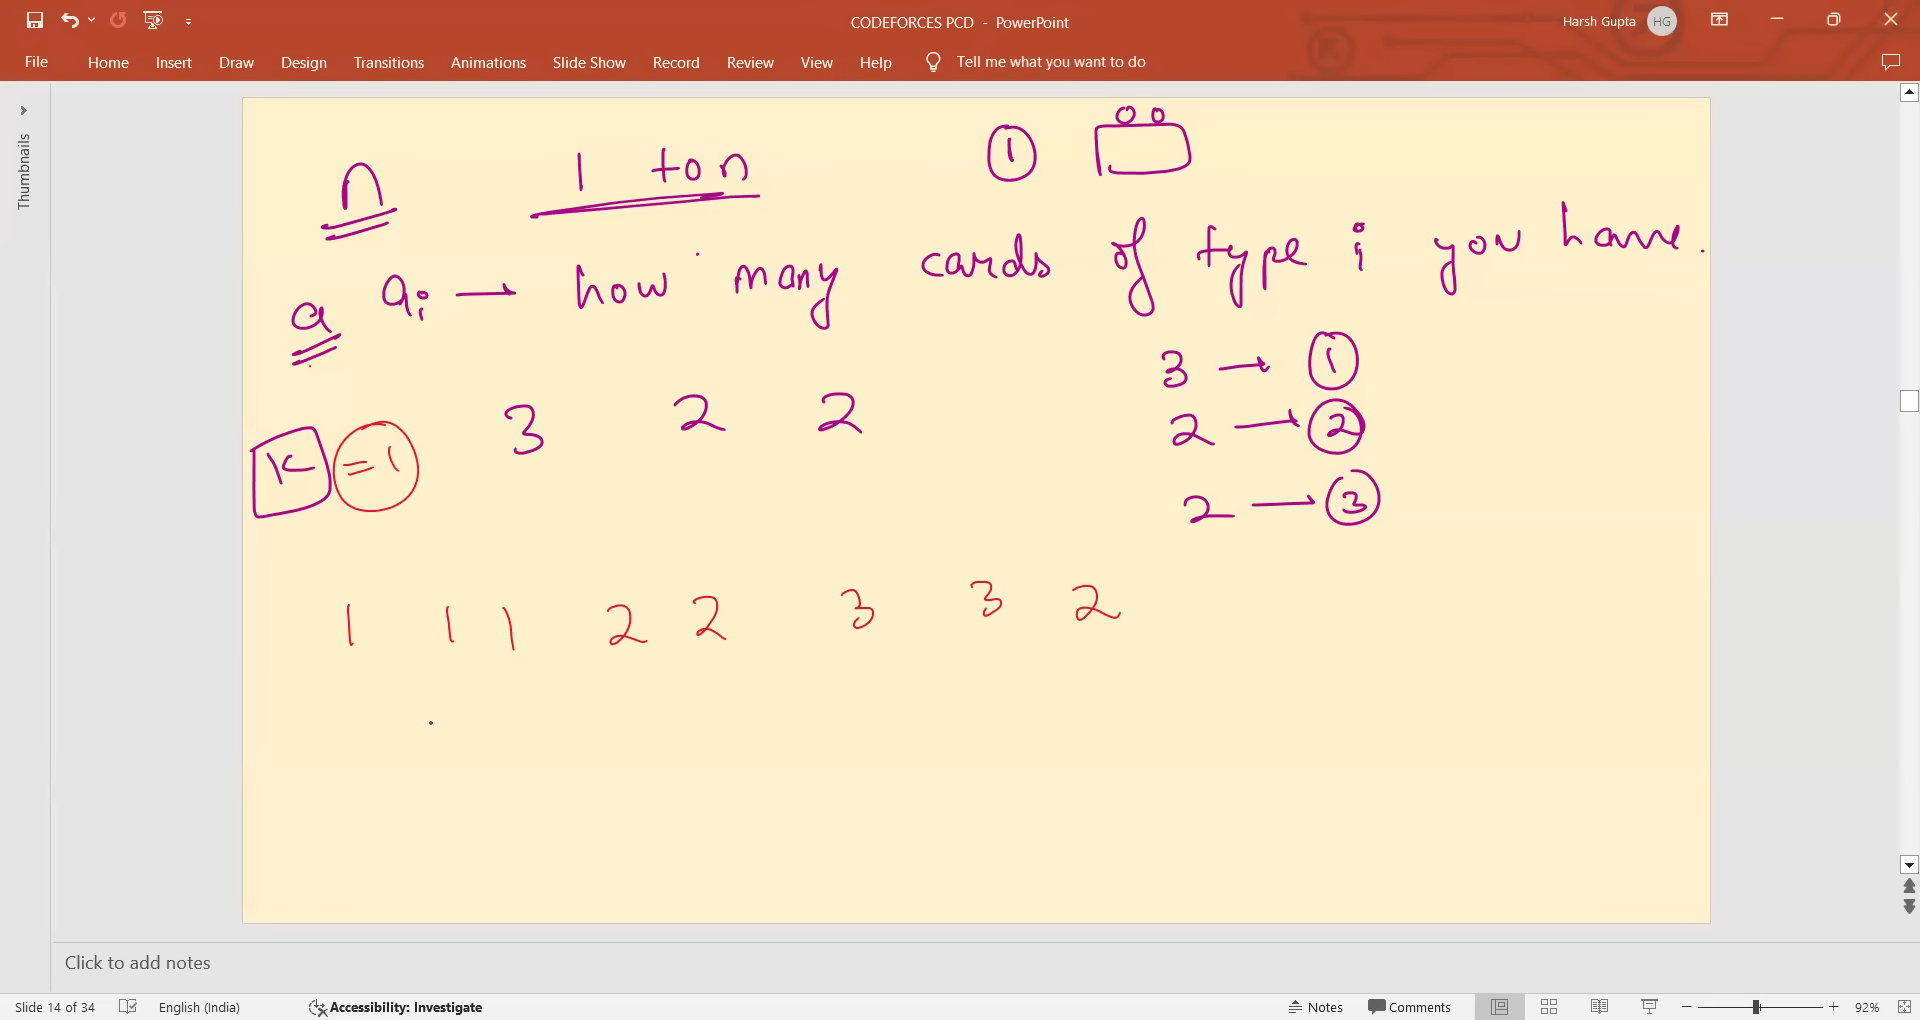 CODEFORCES PCD - PowerPoint
Harsh Gupta HG
File Home Insert Draw Design Transitions Animations Slide Show Record Review View Help Tell me what you want to do
Thumbnails
n 1 to n 1
a ai → how many cards of type i you have.
3 → 1
K = 1 3 2 2
2 → 2
2 → 3
1 1 1 2 2 3 3 2
Click to add notes
Slide 14 of 34 English (India) Accessibility: Investigate Notes Comments 92%